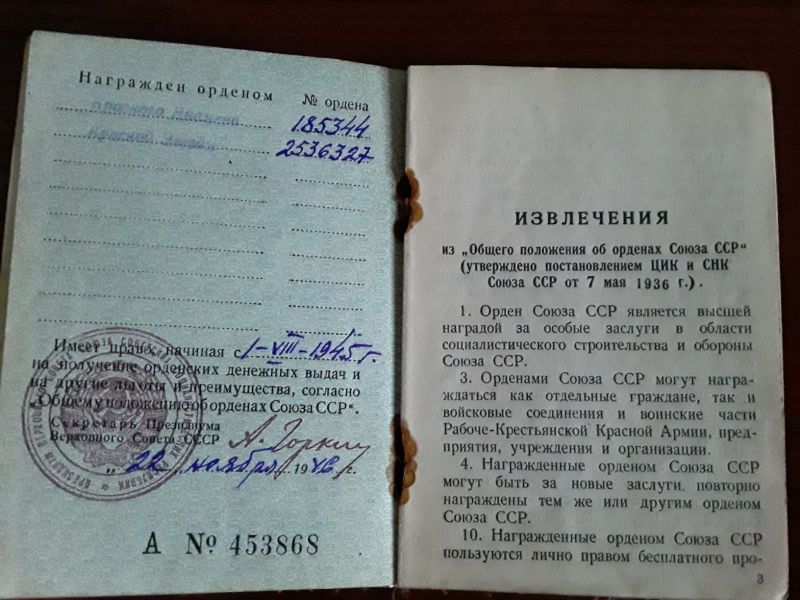 Награжден орденом № ордена
Красного Знамени 185344
Красной 2536327
Имеет право, начиная с 1-VIII-1945 г.
на получение орденских денежных выдач и
на другие льготы и преимущества, согласно
„Общему положению об орденах Союза ССР“.
Секретарь Президиума
Верховного Совета СССР А. Горкин
„22“ ноября 1946 г.
А № 453868
ИЗВЛЕЧЕНИЯ
из „Общего положения об орденах Союза ССР“
(утверждено постановлением ЦИК и СНК
Союза ССР от 7 мая 1936 г.).
1. Орден Союза ССР является высшей
наградой за особые заслуги в области
социалистического строительства и обороны
Союза ССР.
3. Орденами Союза ССР могут награ-
ждаться как отдельные граждане, так и
войсковые соединения и воинские части
Рабоче-Крестьянской Красной Армии, пред-
приятия, учреждения и организации.
4. Награжденные орденом Союза ССР
могут быть за новые заслуги повторно
награждены тем же или другим орденом
Союза ССР.
10. Награжденные орденом Союза ССР
пользуются лично правом бесплатного про-
3